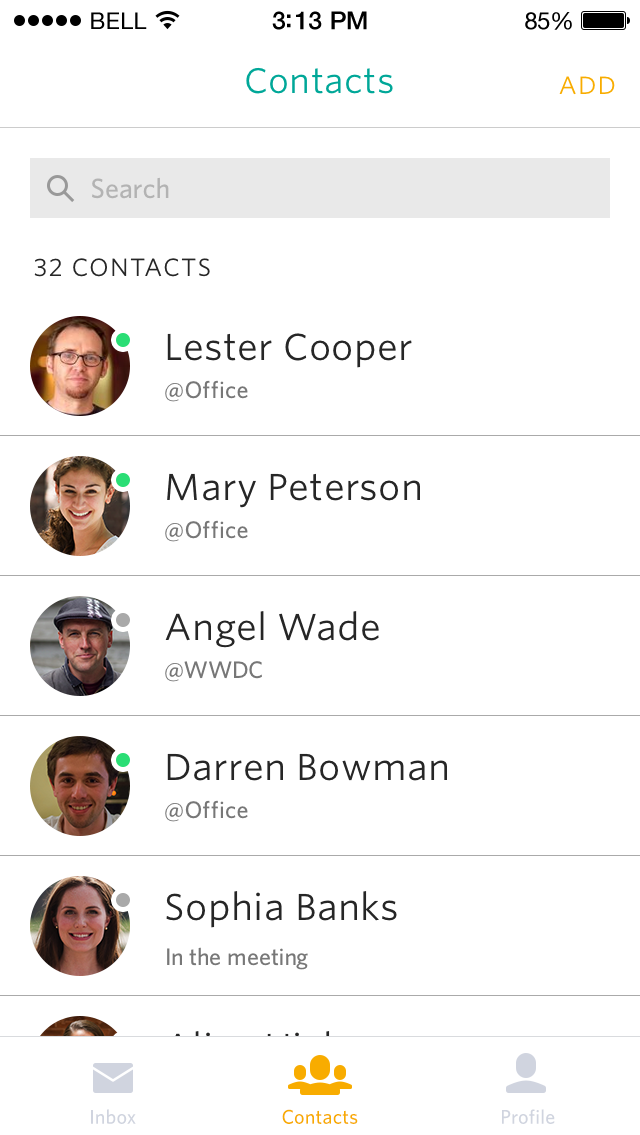 BELL 3:13 PM 85%
Contacts ADD
Search
32 CONTACTS
Lester Cooper
@Office
Mary Peterson
@Office
Angel Wade
@WWDC
Darren Bowman
@Office
Sophia Banks
In the meeting
Inbox Contacts Profile